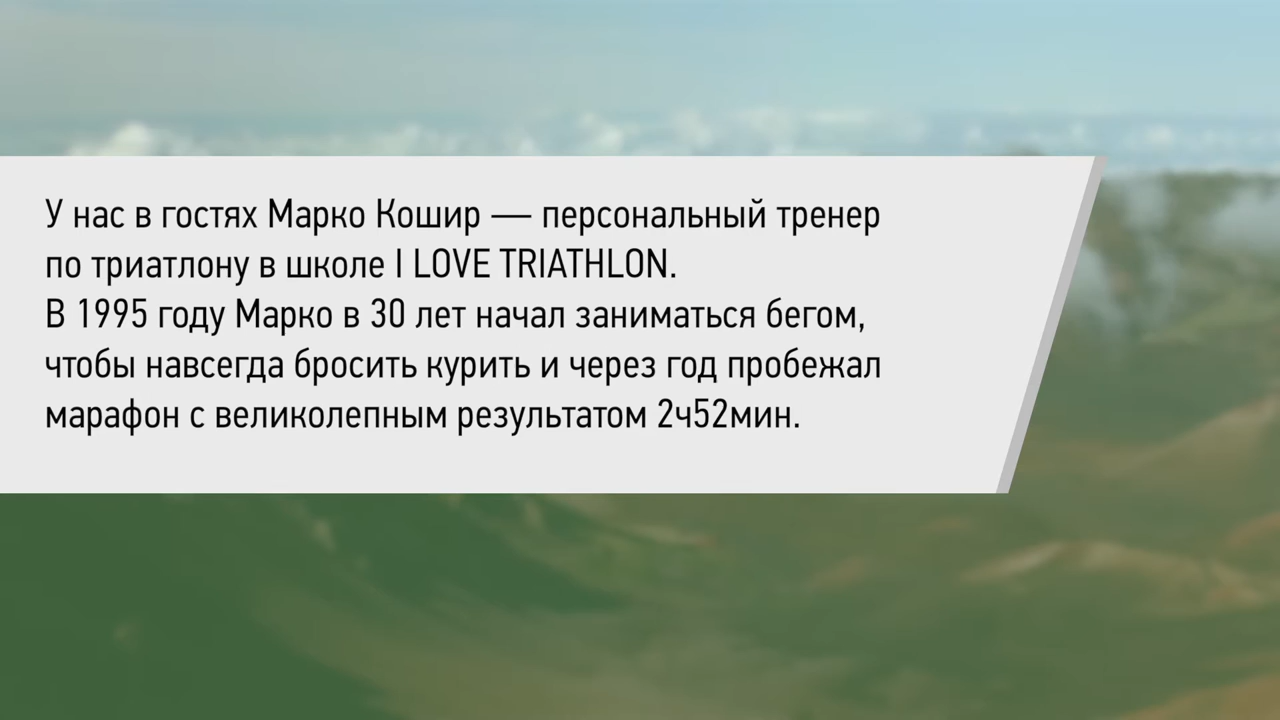 У нас в гостях Марко Кошир — персональный тренер
по триатлону в школе I LOVE TRIATHLON.
В 1995 году Марко в 30 лет начал заниматься бегом,
чтобы навсегда бросить курить и через год пробежал
марафон с великолепным результатом 2ч52мин.